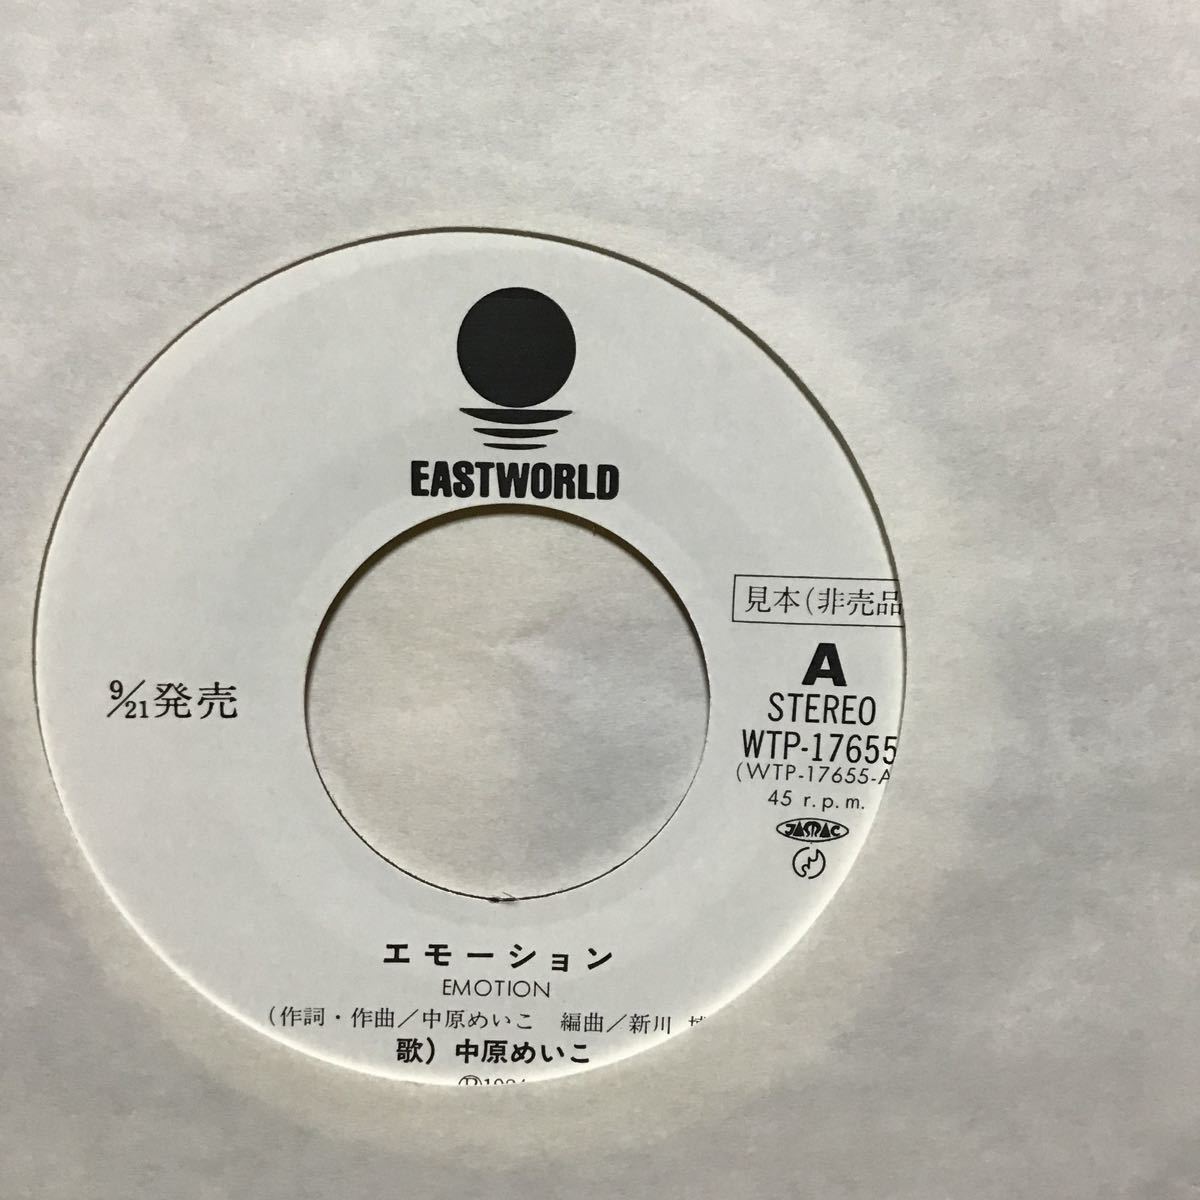 EASTWORLD
見本(非売品
A
STEREO
WTP-17655
(WTP-17655-A
45 r.p.m.
JASRAC
9/21発売
エモーション
EMOTION
(作詞・作曲/中原めいこ 編曲/新川
歌) 中原めいこ